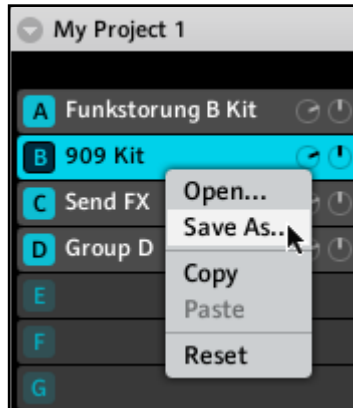 My Project 1
A Funkstorung B Kit
B 909 Kit
Open...
C Send FX
Save As...
D Group D
Copy
E
Paste
F
Reset
G